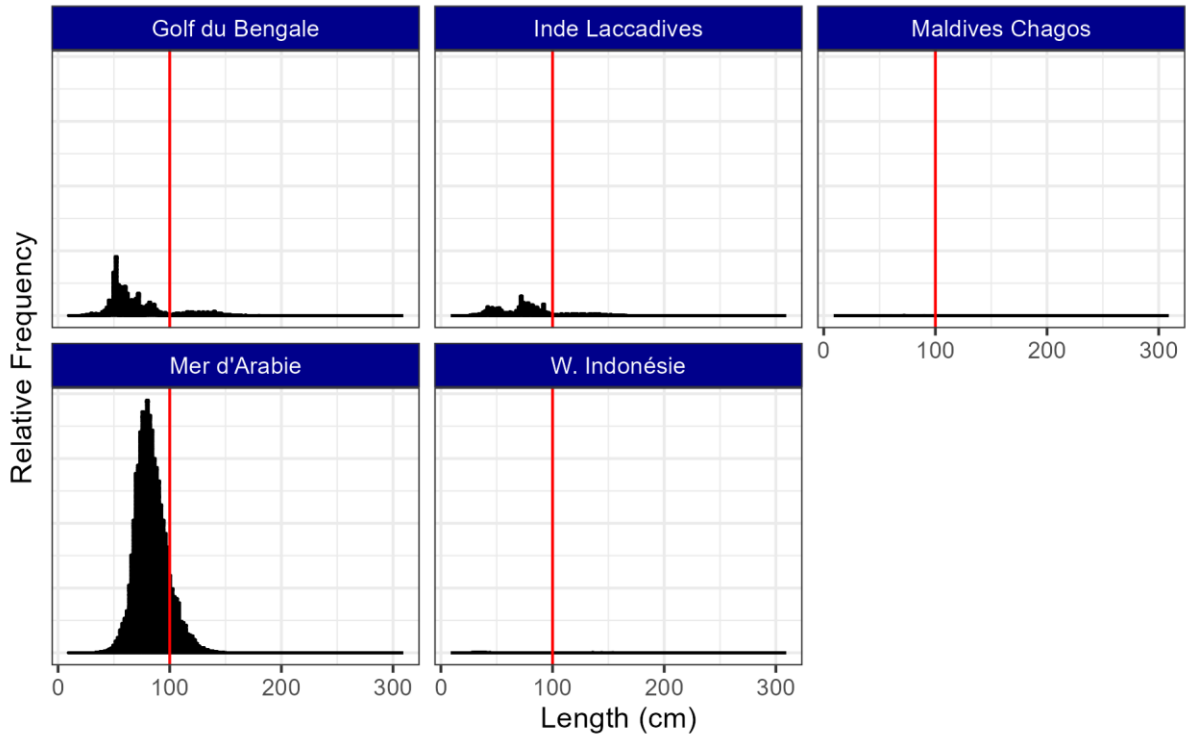 Golf du Bengale
Inde Laccadives
Maldives Chagos
0 100 200 300
Mer d'Arabie
W. Indonésie
0 100 200 300
0 100 200 300
Length (cm)
Relative Frequency